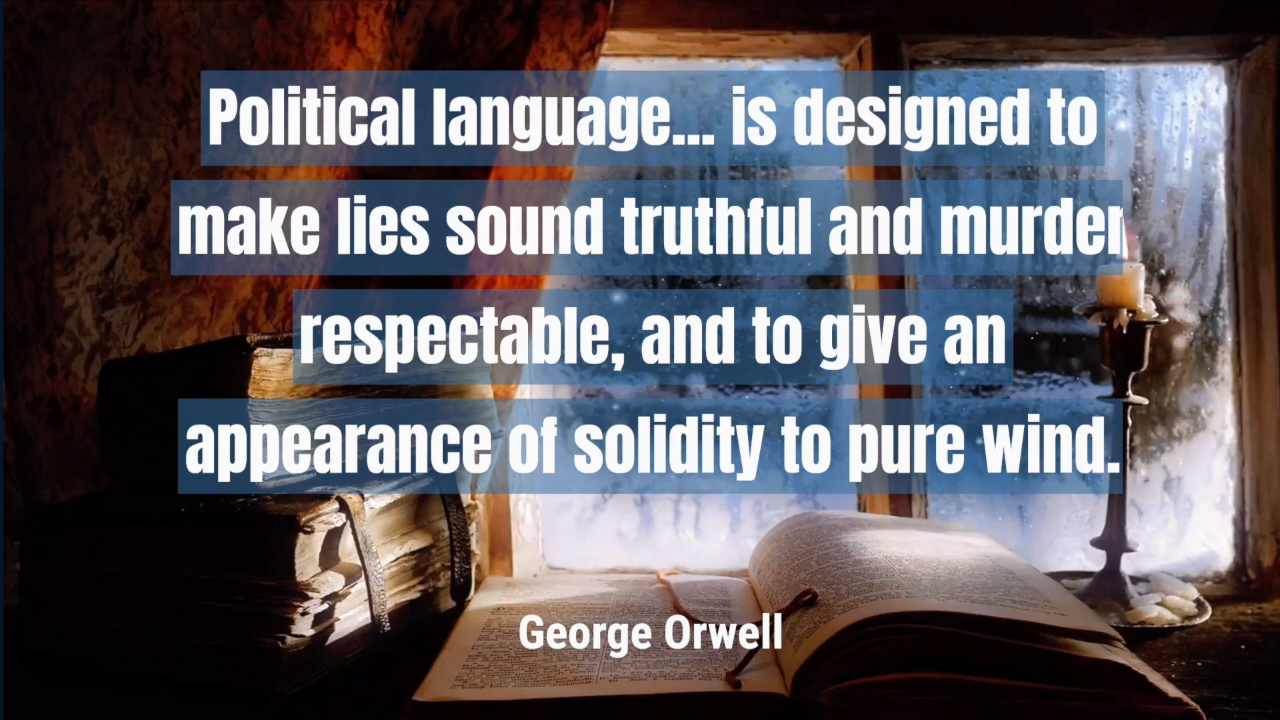 Political language... is designed to
make lies sound truthful and murder
respectable, and to give an
appearance of solidity to pure wind.
George Orwell